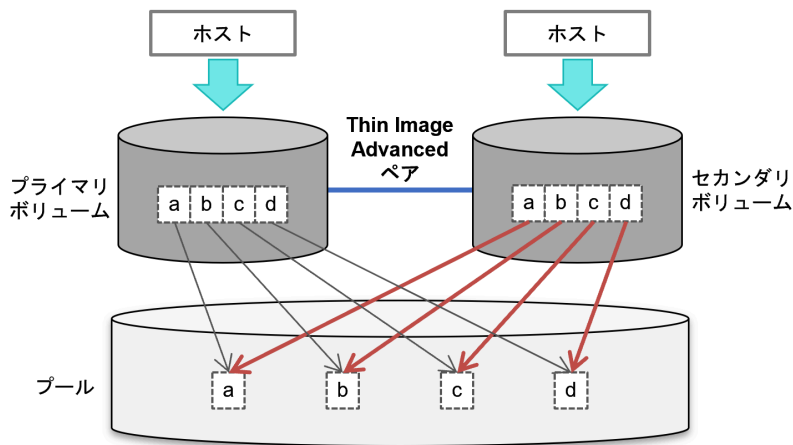 ホスト
ホスト
Thin Image
Advanced
ペア
プライマリ
ボリューム
a b c d
a b c d
セカンダリ
ボリューム
プール
a
b
c
d